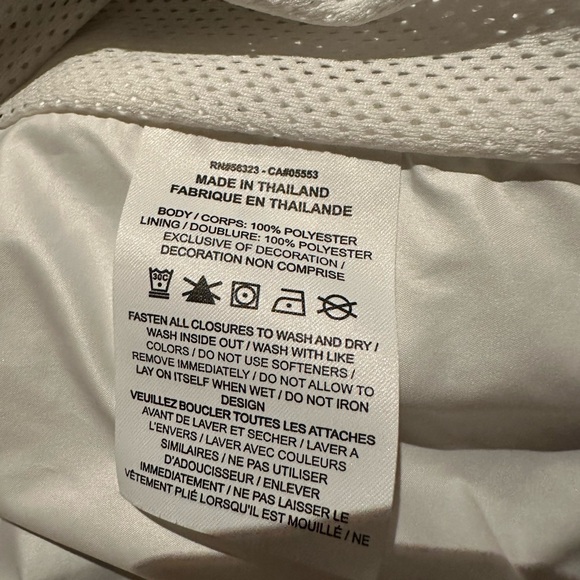 RN#56323 - CA#05553
MADE IN THAILAND
FABRIQUE EN THAILANDE
BODY / CORPS: 100% POLYESTER
LINING / DOUBLURE: 100% POLYESTER
EXCLUSIVE OF DECORATION /
DECORATION NON COMPRISE
30C
FASTEN ALL CLOSURES TO WASH AND DRY /
WASH INSIDE OUT / WASH WITH LIKE
COLORS / DO NOT USE SOFTENERS /
REMOVE IMMEDIATELY / DO NOT ALLOW TO
LAY ON ITSELF WHEN WET / DO NOT IRON
DESIGN
VEUILLEZ BOUCLER TOUTES LES ATTACHES
AVANT DE LAVER ET SECHER / LAVER A
L'ENVERS / LAVER AVEC COULEURS
SIMILAIRES / NE PAS UTILISER
D'ADOUCISSEUR / ENLEVER
IMMEDIATEMENT / NE PAS LAISSER LE
VÊTEMENT PLIÉ LORSQU'IL EST MOUILLÉ / NE